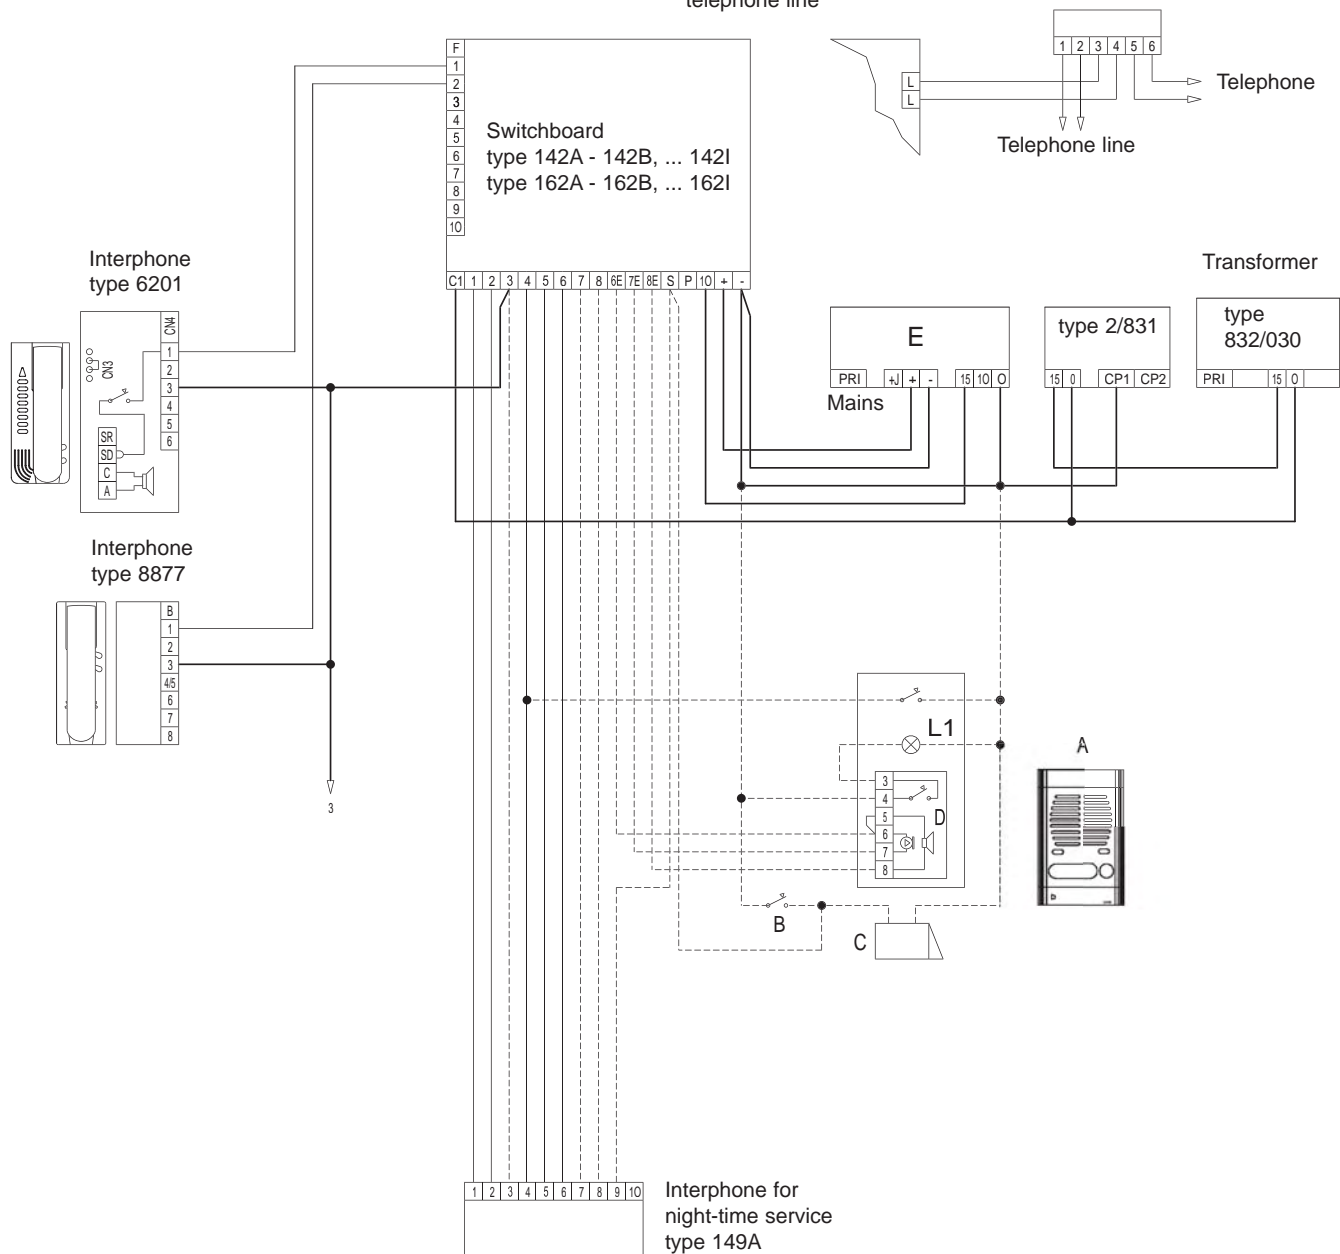 telephone line
1 2 3 4 5 6
L
L
Telephone
Telephone line
F
1
2
3
4
5
6
7
8
9
10
Switchboard
type 142A - 142B, ... 142I
type 162A - 162B, ... 162I
C1 1 2 3 4 5 6 7 8 6E 7E 8E S P 10 + -
Interphone
type 6201
CN4
1
2
3
4
5
6
CN3
SR
SD
C
A
Interphone
type 8877
B
1
2
3
4/5
6
7
8
3
E
PRI +J + - 15 10 O
Mains
type 2/831
15 0 CP1 CP2
Transformer
type
832/030
PRI 15 O
L1
3
4
5
6
7
8
D
A
B
C
1 2 3 4 5 6 7 8 9 10
Interphone for
night-time service
type 149A